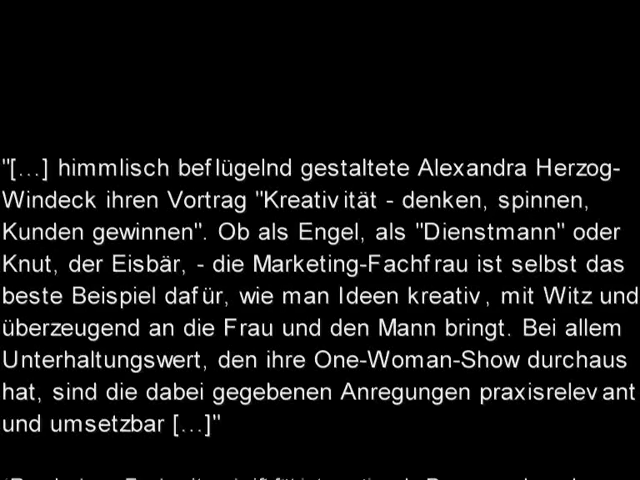 "[...] himmlisch beflügelnd gestaltete Alexandra Herzog-
Windeck ihren Vortrag "Kreativität - denken, spinnen,
Kunden gewinnen". Ob als Engel, als "Dienstmann" oder
Knut, der Eisbär, - die Marketing-Fachfrau ist selbst das
beste Beispiel dafür, wie man Ideen kreativ, mit Witz und
überzeugend an die Frau und den Mann bringt. Bei allem
Unterhaltungswert, den ihre One-Woman-Show durchaus
hat, sind die dabei gegebenen Anregungen praxisrelevant
und umsetzbar [...]"